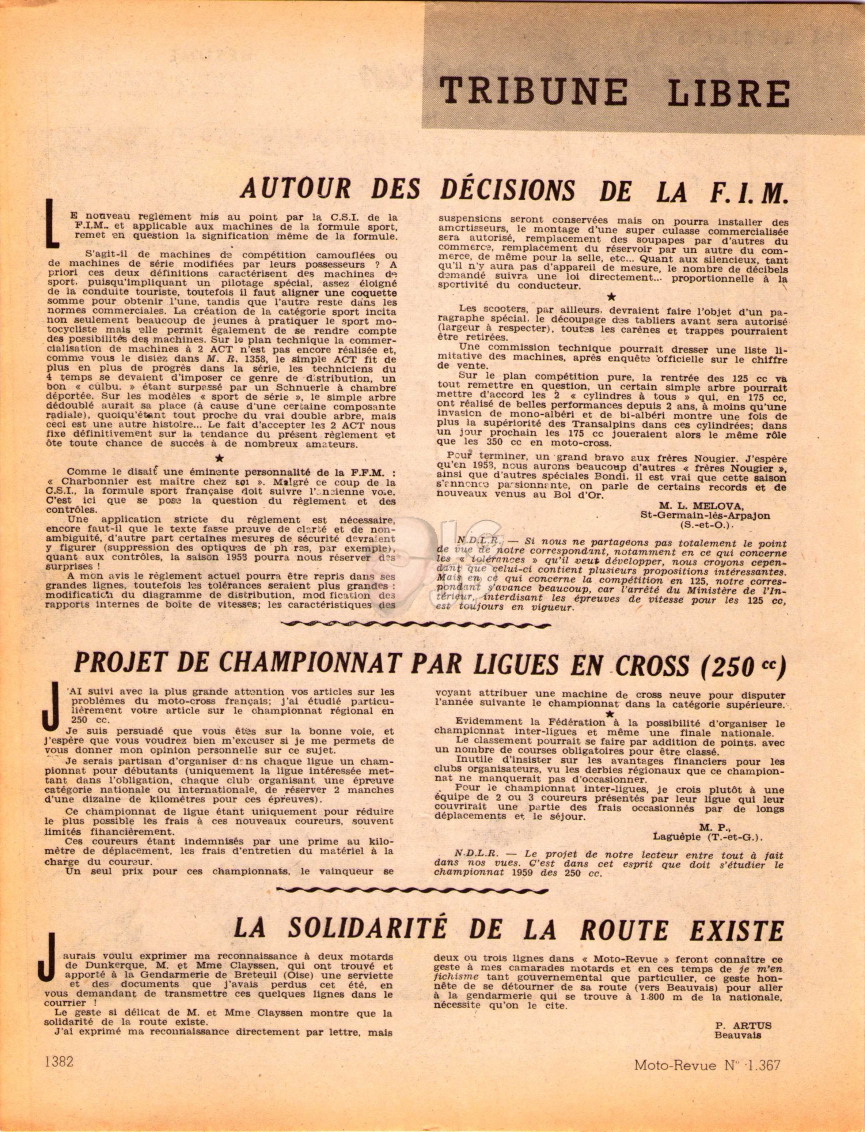 TRIBUNE LIBRE
AUTOUR DES DÉCISIONS DE LA F.I.M.
LE nouveau reglement mis au point par la C.S.I. de la
F.I.M., et applicable aux machines de la formule sport,
remet en question la signification même de la formule.
S'agit-il de machines de compétition camouflées ou
de machines de série modifiées par leurs possesseurs ? A
priori ces deux définitions caractérisent des machines de
sport, puisqu'impliquant un pilotage spécial, assez éloigné
de la conduite touriste, toutefois il faut aligner une coquette
somme pour obtenir l'une, tandis que l'autre reste dans les
normes commerciales. La création de la catégorie sport incita
non seulement beaucoup de jeunes à pratiquer le sport mo-
tocycliste mais elle permit également de se rendre compte
des possibilités des machines. Sur le plan technique la commer-
cialisation de machines à 2 ACT n'est pas encore réalisée et,
comme vous le disiez dans M. R. 1358, le simple ACT fit de
plus en plus de progrès dans la série, les techniciens du
4 temps se devaient d'imposer ce genre de distribution, un
bon « culbu. » étant surpassé par un Schnuerle à chambre
déportée. Sur les modèles « sport de série », le simple arbre
dédoublé aurait sa place (à cause d'une certaine composante
radiale), quoiqu'étant tout proche du vrai double arbre, mais
ceci est une autre histoire... Le fait d'accepter les 2 ACT nous
fixe définitivement sur la tendance du présent règlement et
ôte toute chance de succès à de nombreux amateurs.
★
Comme le disait une éminente personnalité de la F.F.M. :
« Charbonnier est maître chez soi ». Malgré ce coup de la
C.S.I., la formule sport française doit suivre l'ancienne voie.
C'est ici que se pose la question du règlement et des
contrôles.
Une application stricte du règlement est nécessaire,
encore faut-il que le texte fasse preuve de clarté et de non-
ambiguïté, d'autre part certaines mesures de sécurité devraient
y figurer (suppression des optiques de ph res, par exemple),
quant aux contrôles, la saison 1958 pourra nous réserver des
surprises !
A mon avis le règlement actuel pourra être repris dans ses
grandes lignes, toutefois les tolérances seraient plus grandes :
modification du diagramme de distribution, mod fication des
rapports internes de boîte de vitesses; les caractéristiques des
suspensions seront conservées mais on pourra installer des
amortisseurs, le montage d'une super culasse commercialisée
sera autorisé, remplacement des soupapes par d'autres du
commerce, remplacement du réservoir par un autre du com-
merce, de même pour la selle, etc... Quant aux silencieux, tant
qu'il n'y aura pas d'appareil de mesure, le nombre de décibels
demandé suivra une loi directement... proportionnelle à la
sportivité du conducteur.
★
Les scooters, par ailleurs, devraient faire l'objet d'un pa-
ragraphe spécial. le découpage des tabliers avant sera autorisé
(largeur à respecter), toutes les carènes et trappes pourraient
être retirées.
Une commission technique pourrait dresser une liste li-
mitative des machines, après enquête officielle sur le chiffre
de vente.
Sur le plan compétition pure, la rentrée des 125 cc va
tout remettre en question, un certain simple arbre pourrait
mettre d'accord les 2 « cylindres à tous » qui, en 175 cc,
ont réalisé de belles performances depuis 2 ans, à moins qu'une
invasion de mono-albéri et de bi-albéri montre une fois de
plus la supériorité des Transalpins dans ces cylindrées; dans
un jour prochain les 175 cc joueraient alors le même rôle
que les 350 cc en moto-cross.
Pour terminer, un grand bravo aux frères Nougier. J'espère
qu'en 1958, nous aurons beaucoup d'autres « frères Nougier »,
ainsi que d'autres spéciales Bondi. il est vrai que cette saison
s'annonce passionnante, on parle de certains records et de
nouveaux venus au Bol d'Or.
M. L. MELOVA,
St-Germain-lès-Arpajon
(S.-et-O.).
N.D.L.R. — Si nous ne partageons pas totalement le point
de vue de notre correspondant, notamment en ce qui concerne
les « tolérances » qu'il veut développer, nous croyons cepen-
dant que celui-ci contient plusieurs propositions intéressantes.
Mais en ce qui concerne la compétition en 125, notre corres-
pondant s'avance beaucoup, car l'arrêté du Ministère de l'In-
térieur, interdisant les épreuves de vitesse pour les 125 cc,
est toujours en vigueur.
PROJET DE CHAMPIONNAT PAR LIGUES EN CROSS (250 cc)
J'AI suivi avec la plus grande attention vos articles sur les
problèmes du moto-cross français; j'ai étudié particu-
lièrement votre article sur le championnat régional en
250 cc.
Je suis persuadé que vous êtes sur la bonne voie, et
j'espère que vous voudrez bien m'excuser si je me permets de
vous donner mon opinion personnelle sur ce sujet.
Je serais partisan d'organiser dans chaque ligue un cham-
pionnat pour débutants (uniquement la ligue intéressée met-
tant dans l'obligation, chaque club organisant une épreuve
catégorie nationale ou internationale, de réserver 2 manches
d'une dizaine de kilomètres pour ces épreuves).
Ce championnat de ligue étant uniquement pour réduire
le plus possible les frais à ces nouveaux coureurs, souvent
limités financièrement.
Ces coureurs étant indemnisés par une prime au kilo-
mètre de déplacement, les frais d'entretien du matériel à la
charge du coureur.
Un seul prix pour ces championnats, le vainqueur se
voyant attribuer une machine de cross neuve pour disputer
l'année suivante le championnat dans la catégorie supérieure.
★
Evidemment la Fédération à la possibilité d'organiser le
championnat inter-ligues et même une finale nationale.
Le classement pourrait se faire par addition de points, avec
un nombre de courses obligatoires pour être classé.
Inutile d'insister sur les avantages financiers pour les
clubs organisateurs, vu les derbies régionaux que ce champion-
nat ne manquerait pas d'occasionner.
Pour le championnat inter-ligues, je crois plutôt à une
équipe de 2 ou 3 coureurs présentés par leur ligue qui leur
couvrirait une partie des frais occasionnés par de longs
déplacements et le séjour.
M. P.,
Laguêpie (T.-et-G.).
N.D.L.R. — Le projet de notre lecteur entre tout à fait
dans nos vues. C'est dans cet esprit que doit s'étudier le
championnat 1959 des 250 cc.
LA SOLIDARITÉ DE LA ROUTE EXISTE
J'aurais voulu exprimer ma reconnaissance à deux motards
de Dunkerque, M. et Mme Clayssen, qui ont trouvé et
apporté à la Gendarmerie de Breteuil (Oise) une serviette
et des documents que j'avais perdus cet été, en
vous demandant de transmettre ces quelques lignes dans le
courrier !
Le geste si délicat de M. et Mme Clayssen montre que la
solidarité de la route existe.
J'ai exprimé ma reconnaissance directement par lettre, mais
deux ou trois lignes dans « Moto-Revue » feront connaître ce
geste à mes camarades motards et en ces temps de je m'en
fichisme tant gouvernemental que particulier, ce geste hon-
nête de se détourner de sa route (vers Beauvais) pour aller
à la gendarmerie qui se trouve à 1.800 m de la nationale,
nécessite qu'on le cite.
P. ARTUS
Beauvais
1382
Moto-Revue N° 1.367